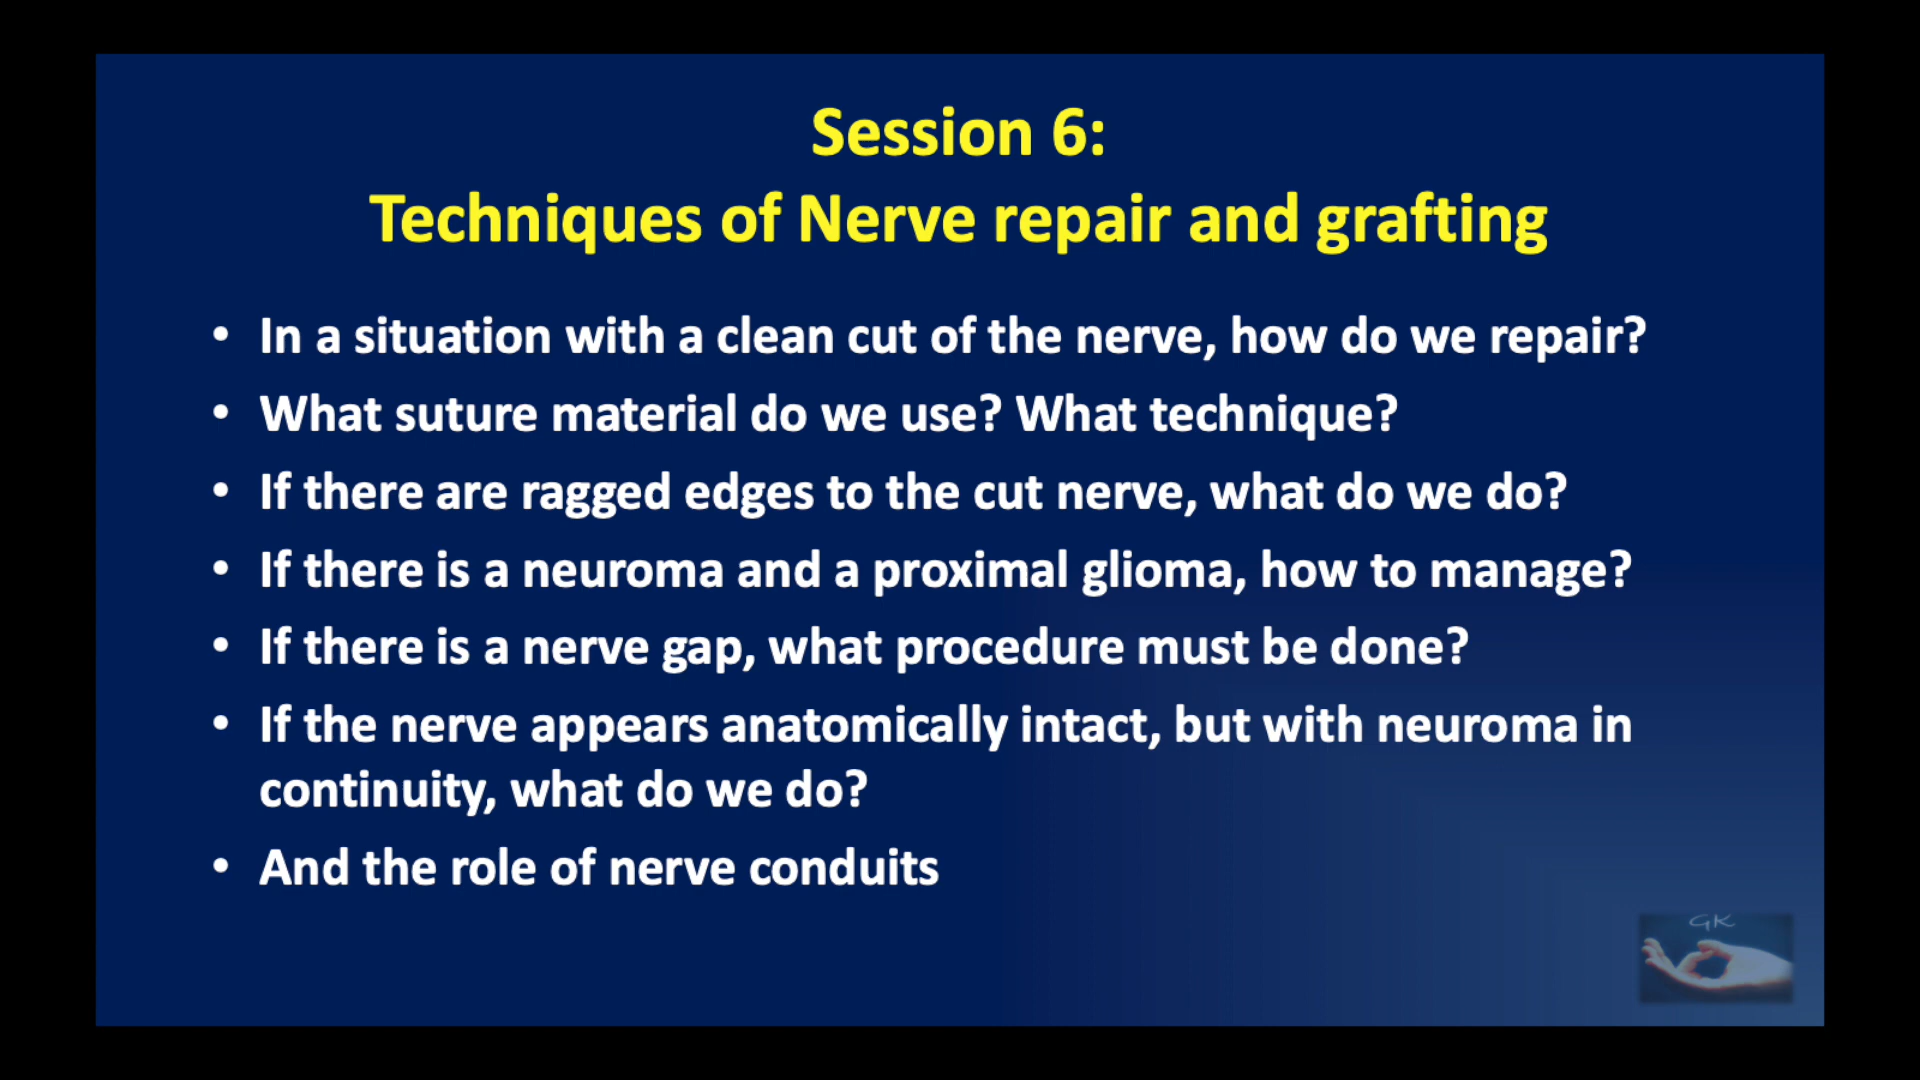 Session 6:
Techniques of Nerve repair and grafting
• In a situation with a clean cut of the nerve, how do we repair?
• What suture material do we use? What technique?
• If there are ragged edges to the cut nerve, what do we do?
• If there is a neuroma and a proximal glioma, how to manage?
• If there is a nerve gap, what procedure must be done?
• If the nerve appears anatomically intact, but with neuroma in
continuity, what do we do?
• And the role of nerve conduits
GK